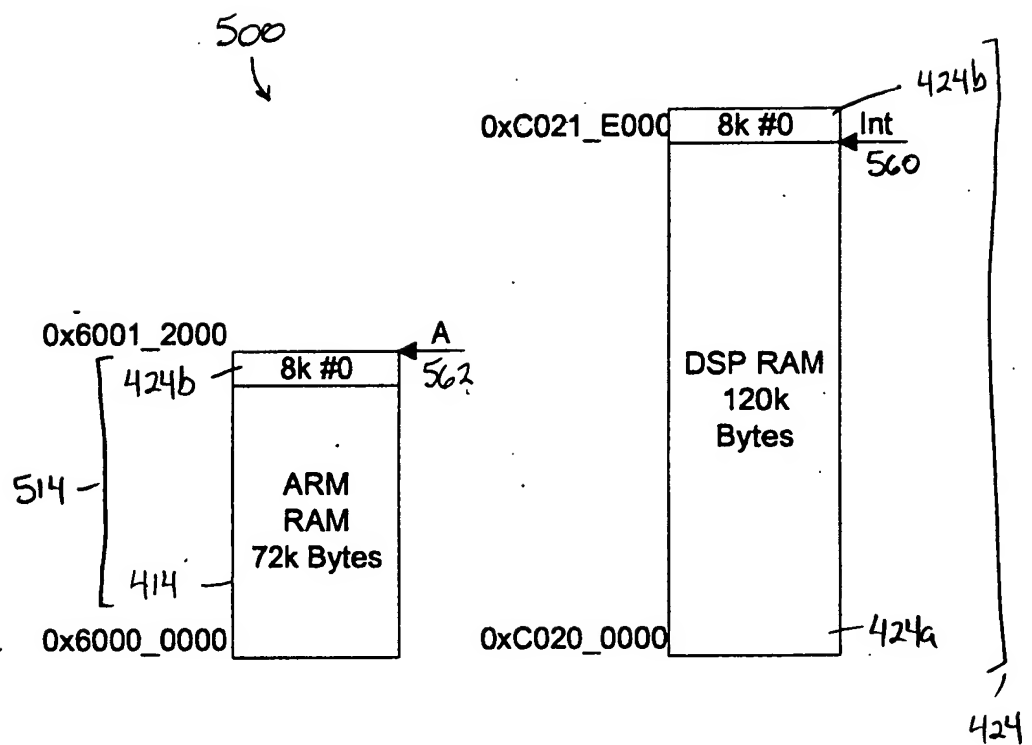 500
424b
0xC021_E000
8k #0
Int
560
0x6001_2000
A
562
424b
8k #0
DSP RAM
120k
Bytes
514
ARM
RAM
72k Bytes
414
0x6000_0000
0xC020_0000
424a
424